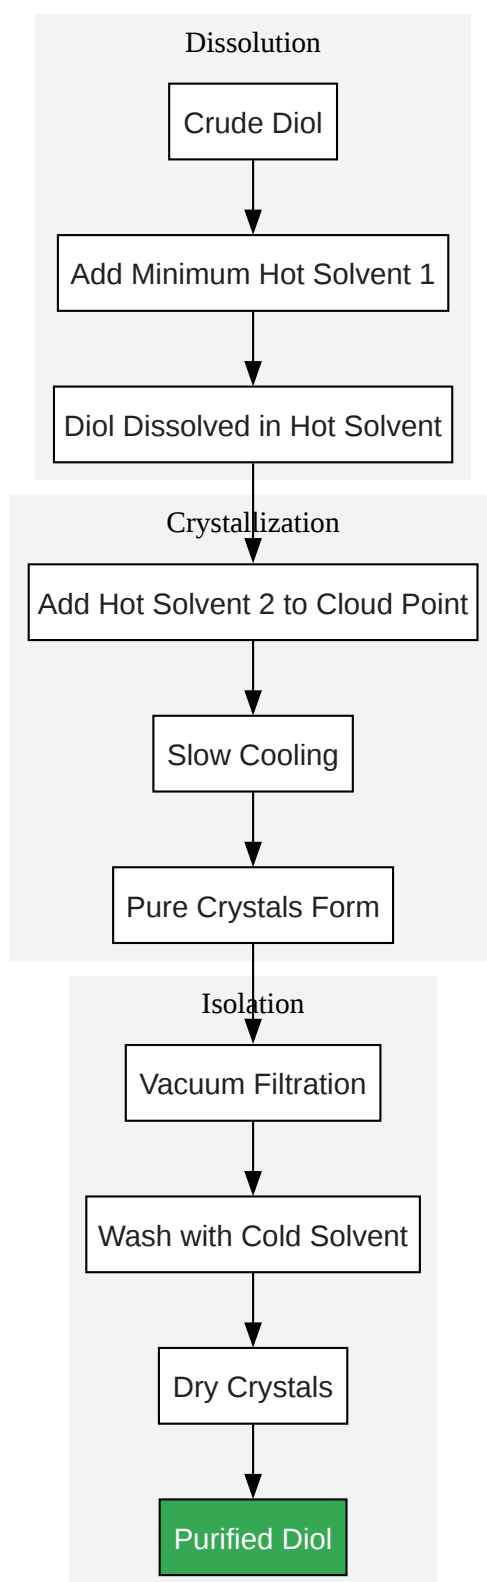 Dissolution
Crude Diol
Add Minimum Hot Solvent 1
Diol Dissolved in Hot Solvent
Crystallization
Add Hot Solvent 2 to Cloud Point
Slow Cooling
Pure Crystals Form
Isolation
Vacuum Filtration
Wash with Cold Solvent
Dry Crystals
Purified Diol